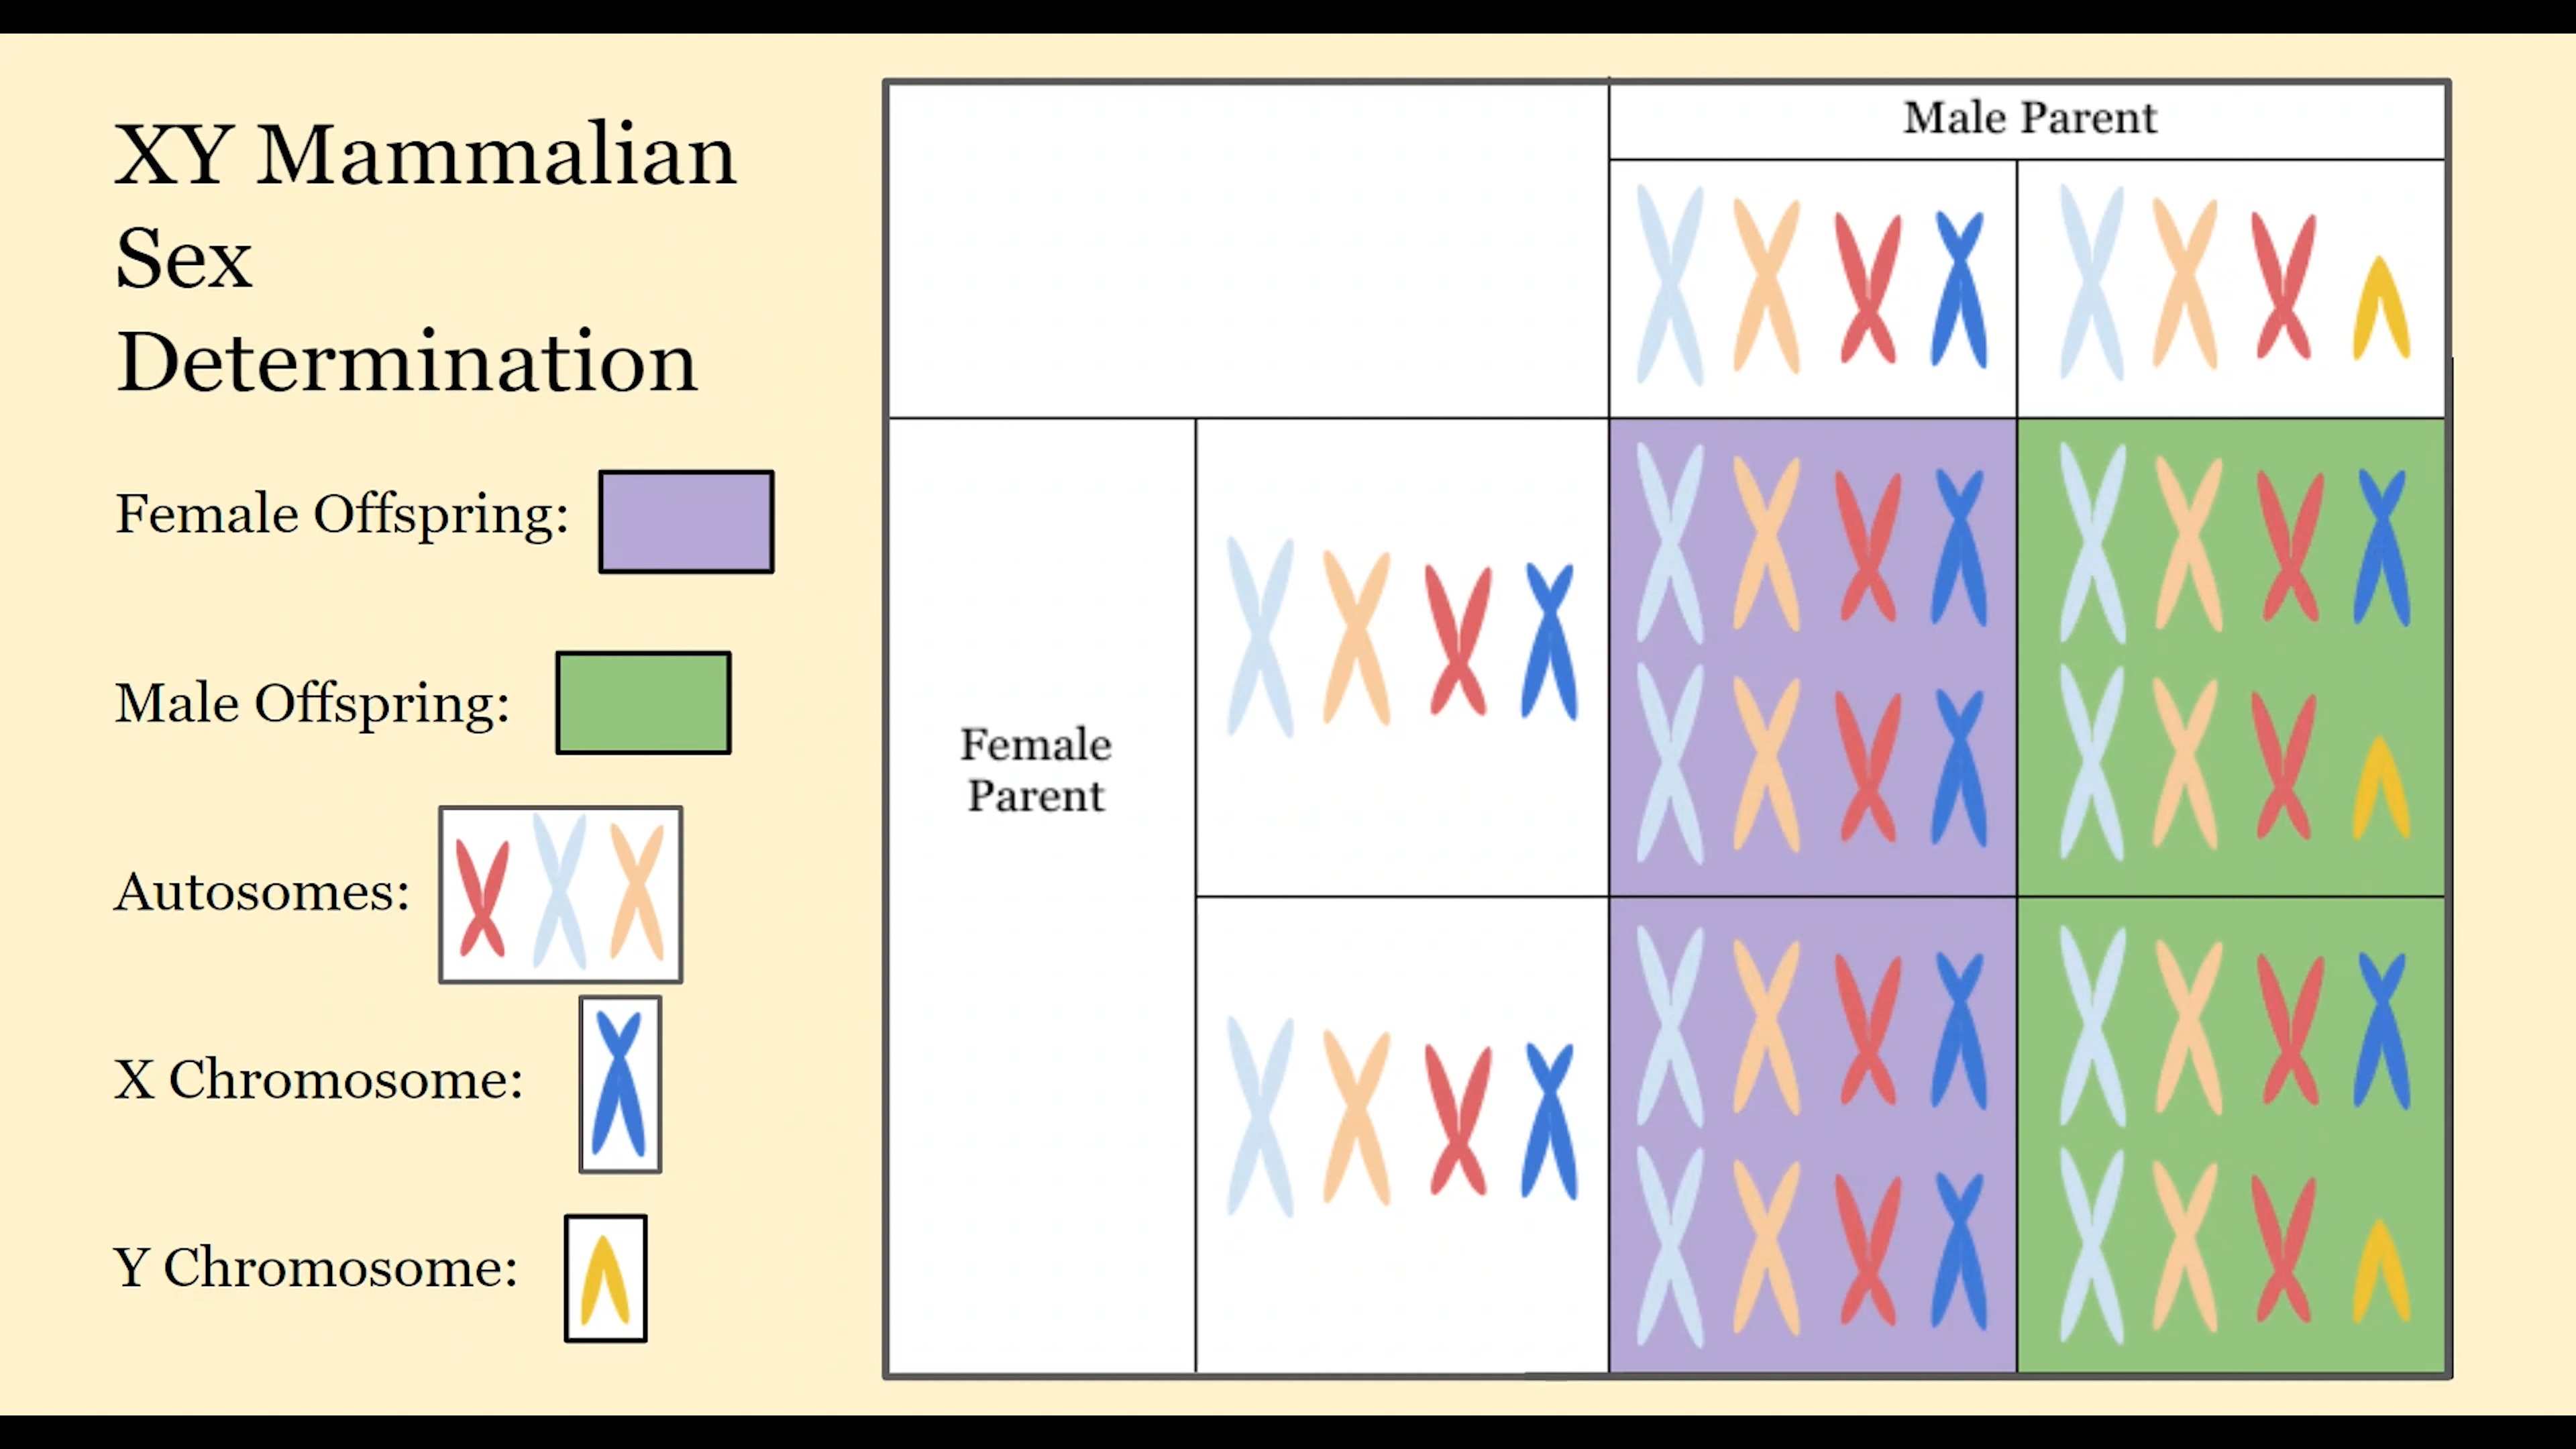 XY Mammalian
Sex
Determination
Female Offspring:
Male Offspring:
Autosomes:
X Chromosome:
Y Chromosome:
Male Parent
Female
Parent